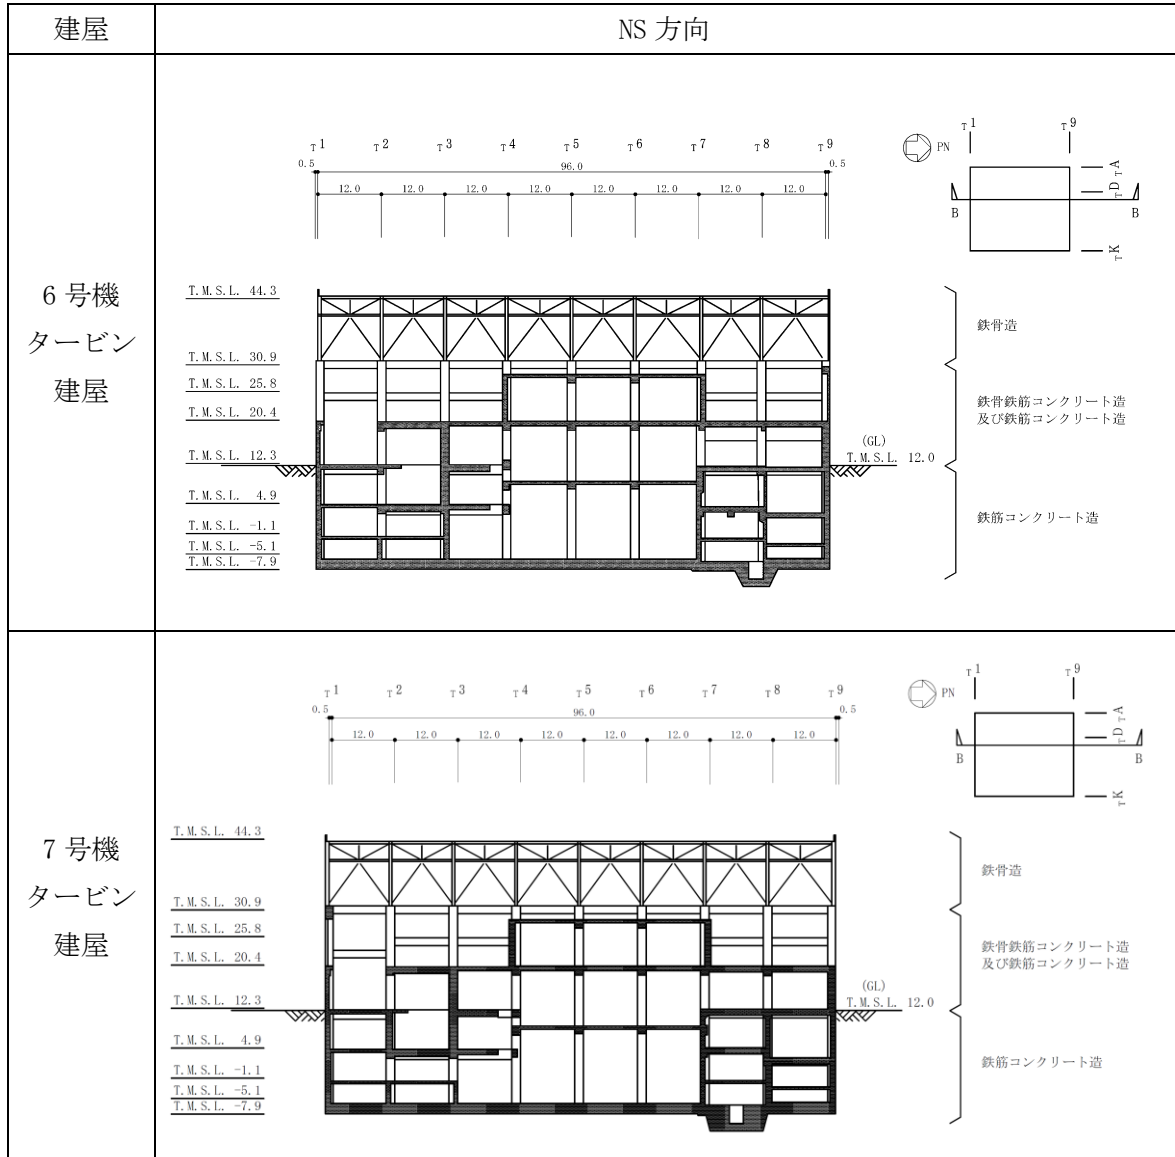 建屋
NS 方向
6 号機
タービン
建屋
T1 T2 T3 T4 T5 T6 T7 T8 T9
0.5 96.0 0.5
12.0 12.0 12.0 12.0 12.0 12.0 12.0 12.0
PN
T1 T9
TA
TD
B B
TK
T.M.S.L. 44.3
T.M.S.L. 30.9
T.M.S.L. 25.8
T.M.S.L. 20.4
T.M.S.L. 12.3
T.M.S.L. 4.9
T.M.S.L. -1.1
T.M.S.L. -5.1
T.M.S.L. -7.9
(GL)
T.M.S.L. 12.0
鉄骨造
鉄骨鉄筋コンクリート造
及び鉄筋コンクリート造
鉄筋コンクリート造
7 号機
タービン
建屋
T1 T2 T3 T4 T5 T6 T7 T8 T9
0.5 96.0 0.5
12.0 12.0 12.0 12.0 12.0 12.0 12.0 12.0
PN
T1 T9
TA
TD
B B
TK
T.M.S.L. 44.3
T.M.S.L. 30.9
T.M.S.L. 25.8
T.M.S.L. 20.4
T.M.S.L. 12.3
T.M.S.L. 4.9
T.M.S.L. -1.1
T.M.S.L. -5.1
T.M.S.L. -7.9
(GL)
T.M.S.L. 12.0
鉄骨造
鉄骨鉄筋コンクリート造
及び鉄筋コンクリート造
鉄筋コンクリート造